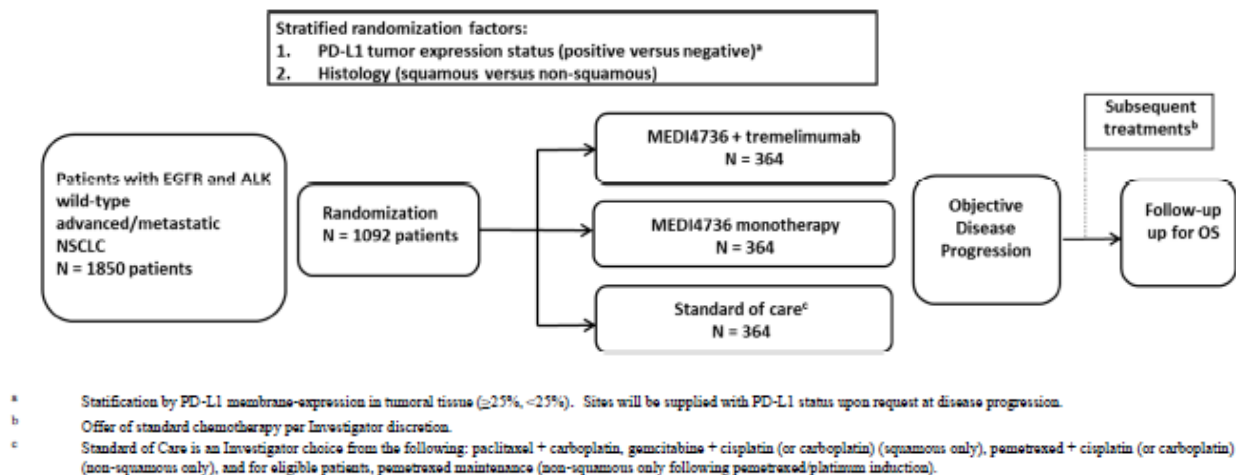 Stratified randomization factors:
1. PD-L1 tumor expression status (positive versus negative)a
2. Histology (squamous versus non-squamous)
Subsequent
treatmentsb
MEDI4736 + tremelimumab
N = 364
Patients with EGFR and ALK
wild-type
advanced/metastatic
NSCLC
N = 1850 patients
Randomization
N = 1092 patients
MEDI4736 monotherapy
N = 364
Standard of carec
N = 364
Objective
Disease
Progression
Follow-up
up for OS
a Statification by PD-L1 membrane-expression in tumoral tissue (≥25%, <25%). Sites will be supplied with PD-L1 status upon request at disease progression.
b Offer of standard chemotherapy per Investigator discretion.
c Standard of Care is an Investigator choice from the following: paclitaxel + carboplatin, gemcitabine + cisplatin (or carboplatin) (squamous only), pemetrexed + cisplatin (or carboplatin)
(non-squamous only), and for eligible patients, pemetrexed maintenance (non-squamous only following pemetrexed/platinum induction).